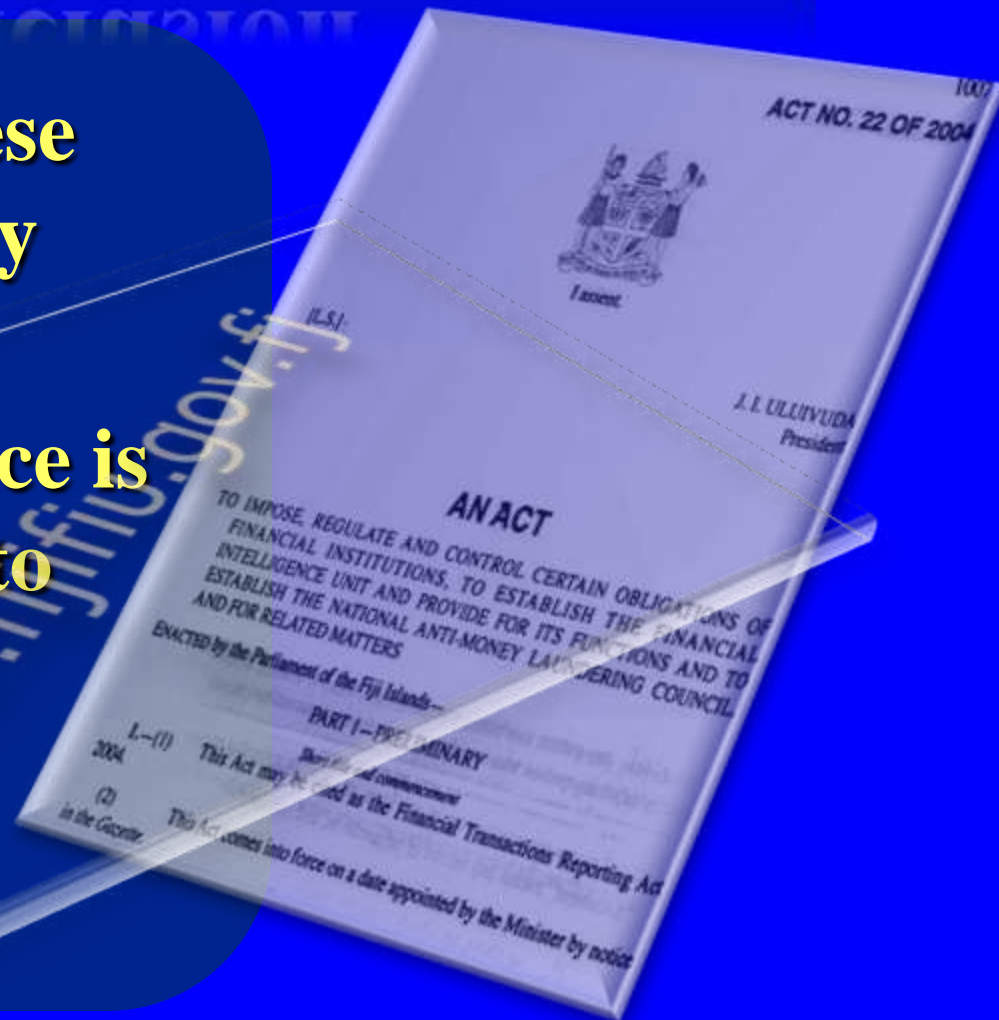 ese
y
ce is
to
.fijifiu.gov.fj
1007
ACT NO. 22 OF 2004
I assent.
[L.S.]
J. I. ULUIVUDA
President
AN ACT
TO IMPOSE, REGULATE AND CONTROL CERTAIN OBLIGATIONS OF
FINANCIAL INSTITUTIONS, TO ESTABLISH THE FINANCIAL
INTELLIGENCE UNIT AND PROVIDE FOR ITS FUNCTIONS AND TO
ESTABLISH THE NATIONAL ANTI-MONEY LAUNDERING COUNCIL
AND FOR RELATED MATTERS
ENACTED by the Parliament of the Fiji Islands—
PART 1—PRELIMINARY
Short title and commencement
1.—(1) This Act may be cited as the Financial Transactions Reporting Act
2004.
(2) This Act comes into force on a date appointed by the Minister by notice
in the Gazette.